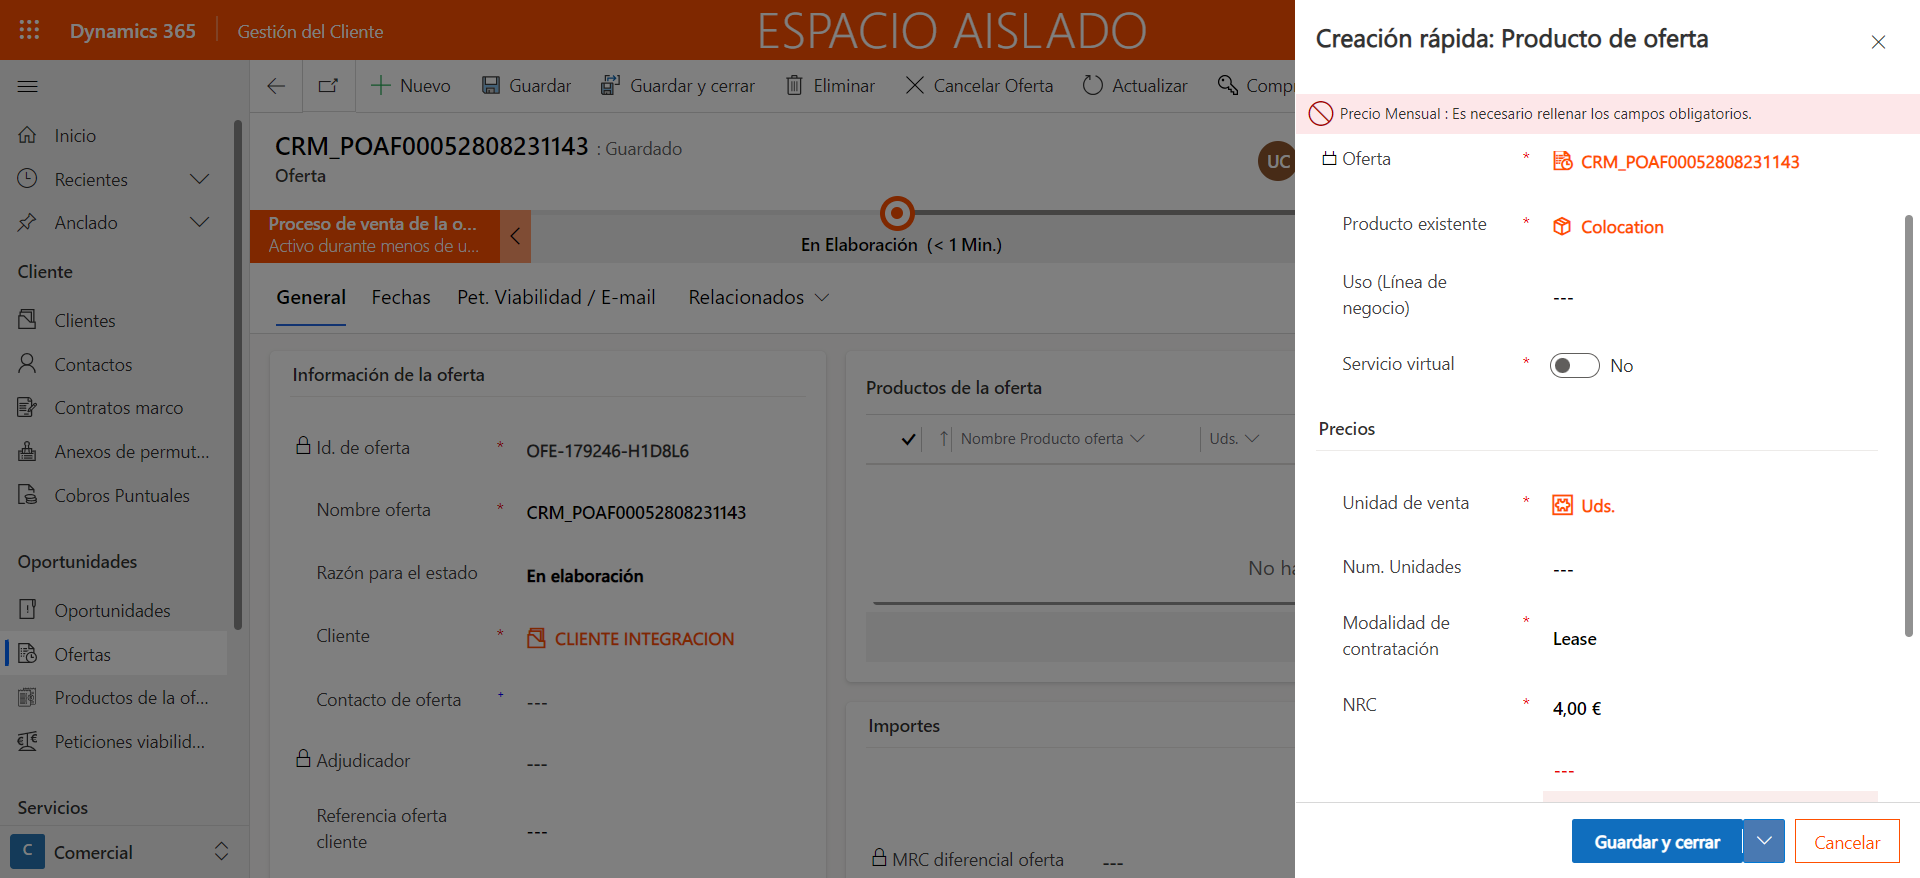 Dynamics 365
Gestión del Cliente
ESPACIO AISLADO
Nuevo
Guardar
Guardar y cerrar
Eliminar
Cancelar Oferta
Actualizar
Inicio
Recientes
Anclado
Cliente
Clientes
Contactos
Contratos marco
Anexos de permut...
Cobros Puntuales
Oportunidades
Oportunidades
Ofertas
Productos de la of...
Peticiones viabilid...
Servicios
C
Comercial
CRM_POAF00052808231143 : Guardado
Oferta
UC
Proceso de venta de la o...
Activo durante menos de u...
En Elaboración (< 1 Min.)
General
Fechas
Pet. Viabilidad / E-mail
Relacionados
Información de la oferta
Id. de oferta * OFE-179246-H1D8L6
Nombre oferta * CRM_POAF00052808231143
Razón para el estado En elaboración
Cliente * CLIENTE INTEGRACION
Contacto de oferta + ---
Adjudicador ---
Referencia oferta
cliente ---
Productos de la oferta
Nombre Producto oferta
Uds.
Importes
MRC diferencial oferta ---
Creación rápida: Producto de oferta
Precio Mensual : Es necesario rellenar los campos obligatorios.
Oferta * CRM_POAF00052808231143
Producto existente * Colocation
Uso (Línea de
negocio) ---
Servicio virtual * No
Precios
Unidad de venta * Uds.
Num. Unidades ---
Modalidad de
contratación * Lease
NRC * 4,00 €
---
Guardar y cerrar
Cancelar